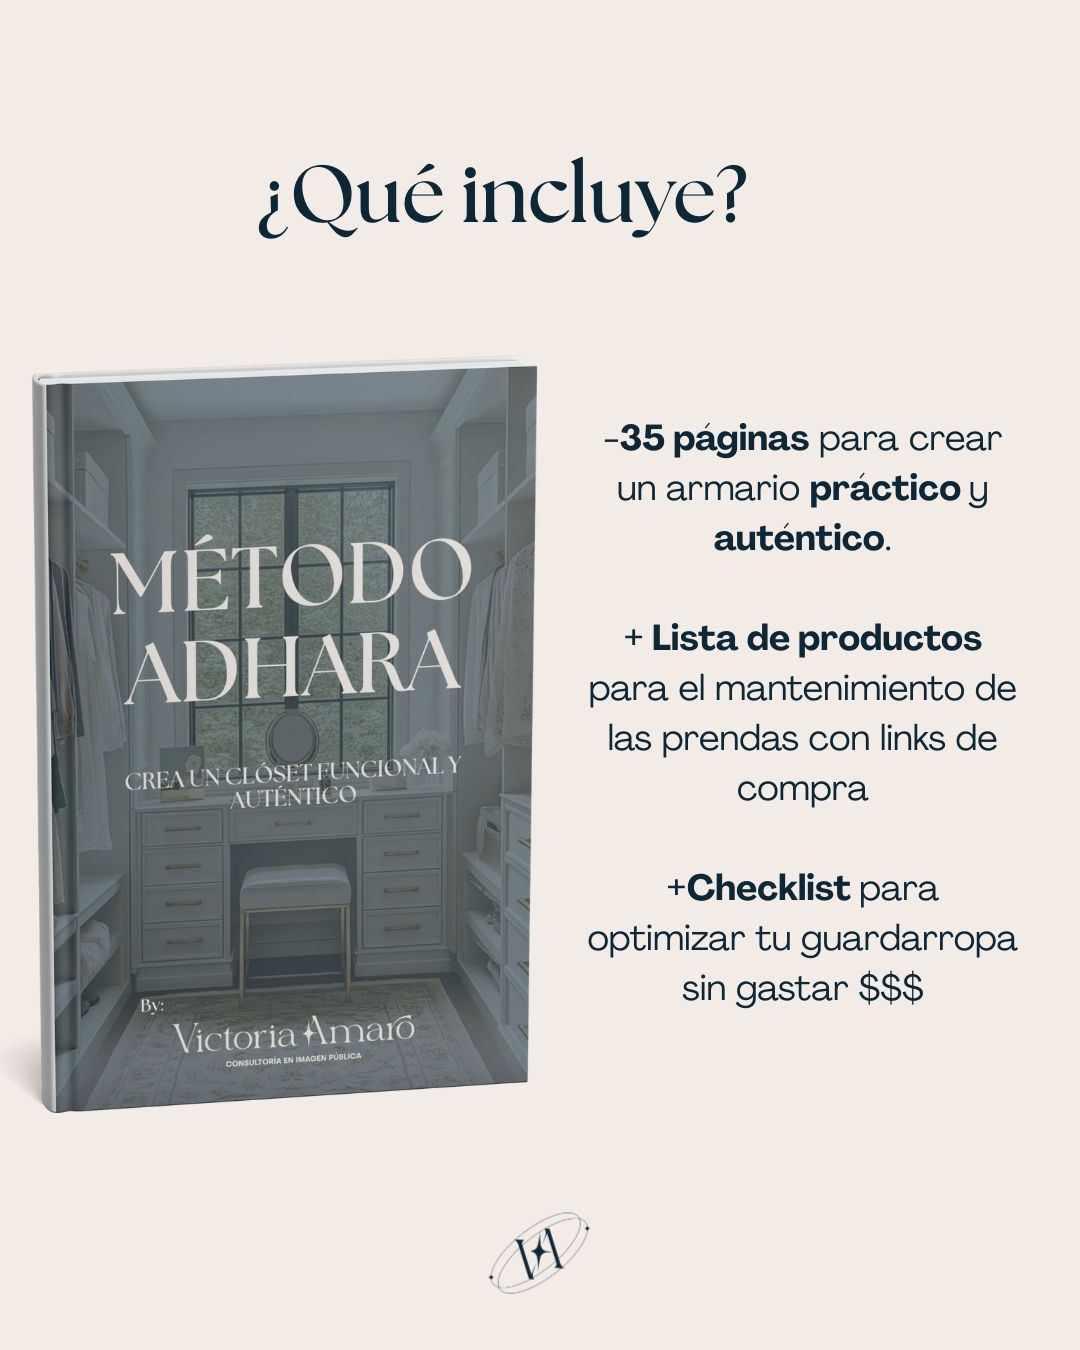 ¿Qué incluye?
MÉTODO
ADHARA
CREA UN CLÓSET FUNCIONAL Y
AUTÉNTICO
By:
Victoria Amaro
CONSULTORÍA EN IMAGEN PÚBLICA
-35 páginas para crear
un armario práctico y
auténtico.
+ Lista de productos
para el mantenimiento de
las prendas con links de
compra
+Checklist para
optimizar tu guardarropa
sin gastar $$$
VA